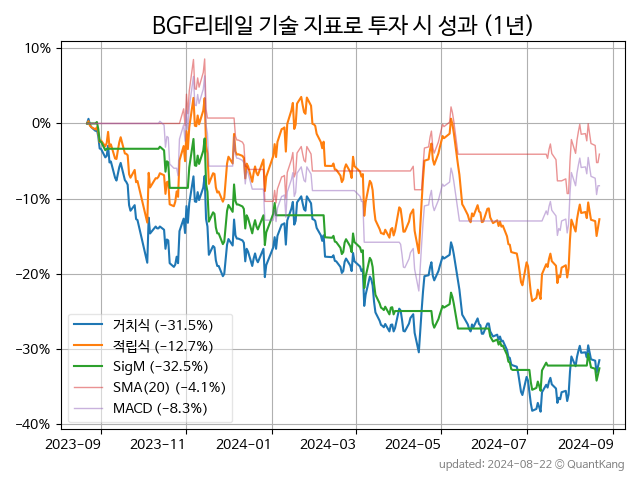 BGF리테일 기술 지표로 투자 시 성과 (1년)
10%
0%
−10%
−20%
−30%
−40%
거치식 (−31.5%)
적립식 (−12.7%)
SigM (−32.5%)
SMA(20) (−4.1%)
MACD (−8.3%)
2023-09 2023-11 2024-01 2024-03 2024-05 2024-07 2024-09
updated: 2024-08-22 © QuantKang